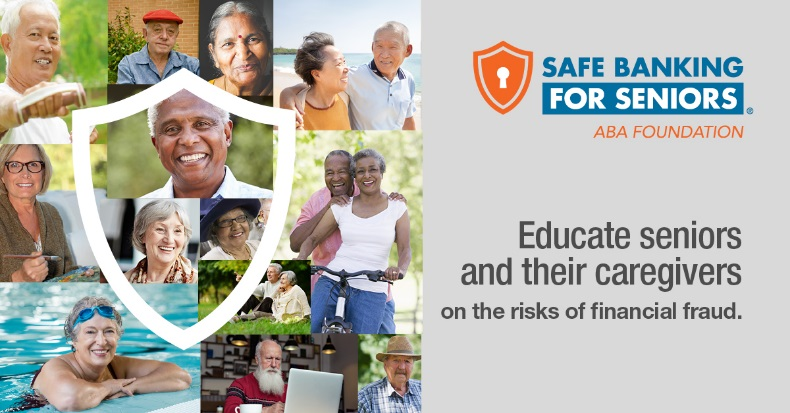 SAFE BANKING
FOR SENIORS®
ABA FOUNDATION
Educate seniors
and their caregivers
on the risks of financial fraud.